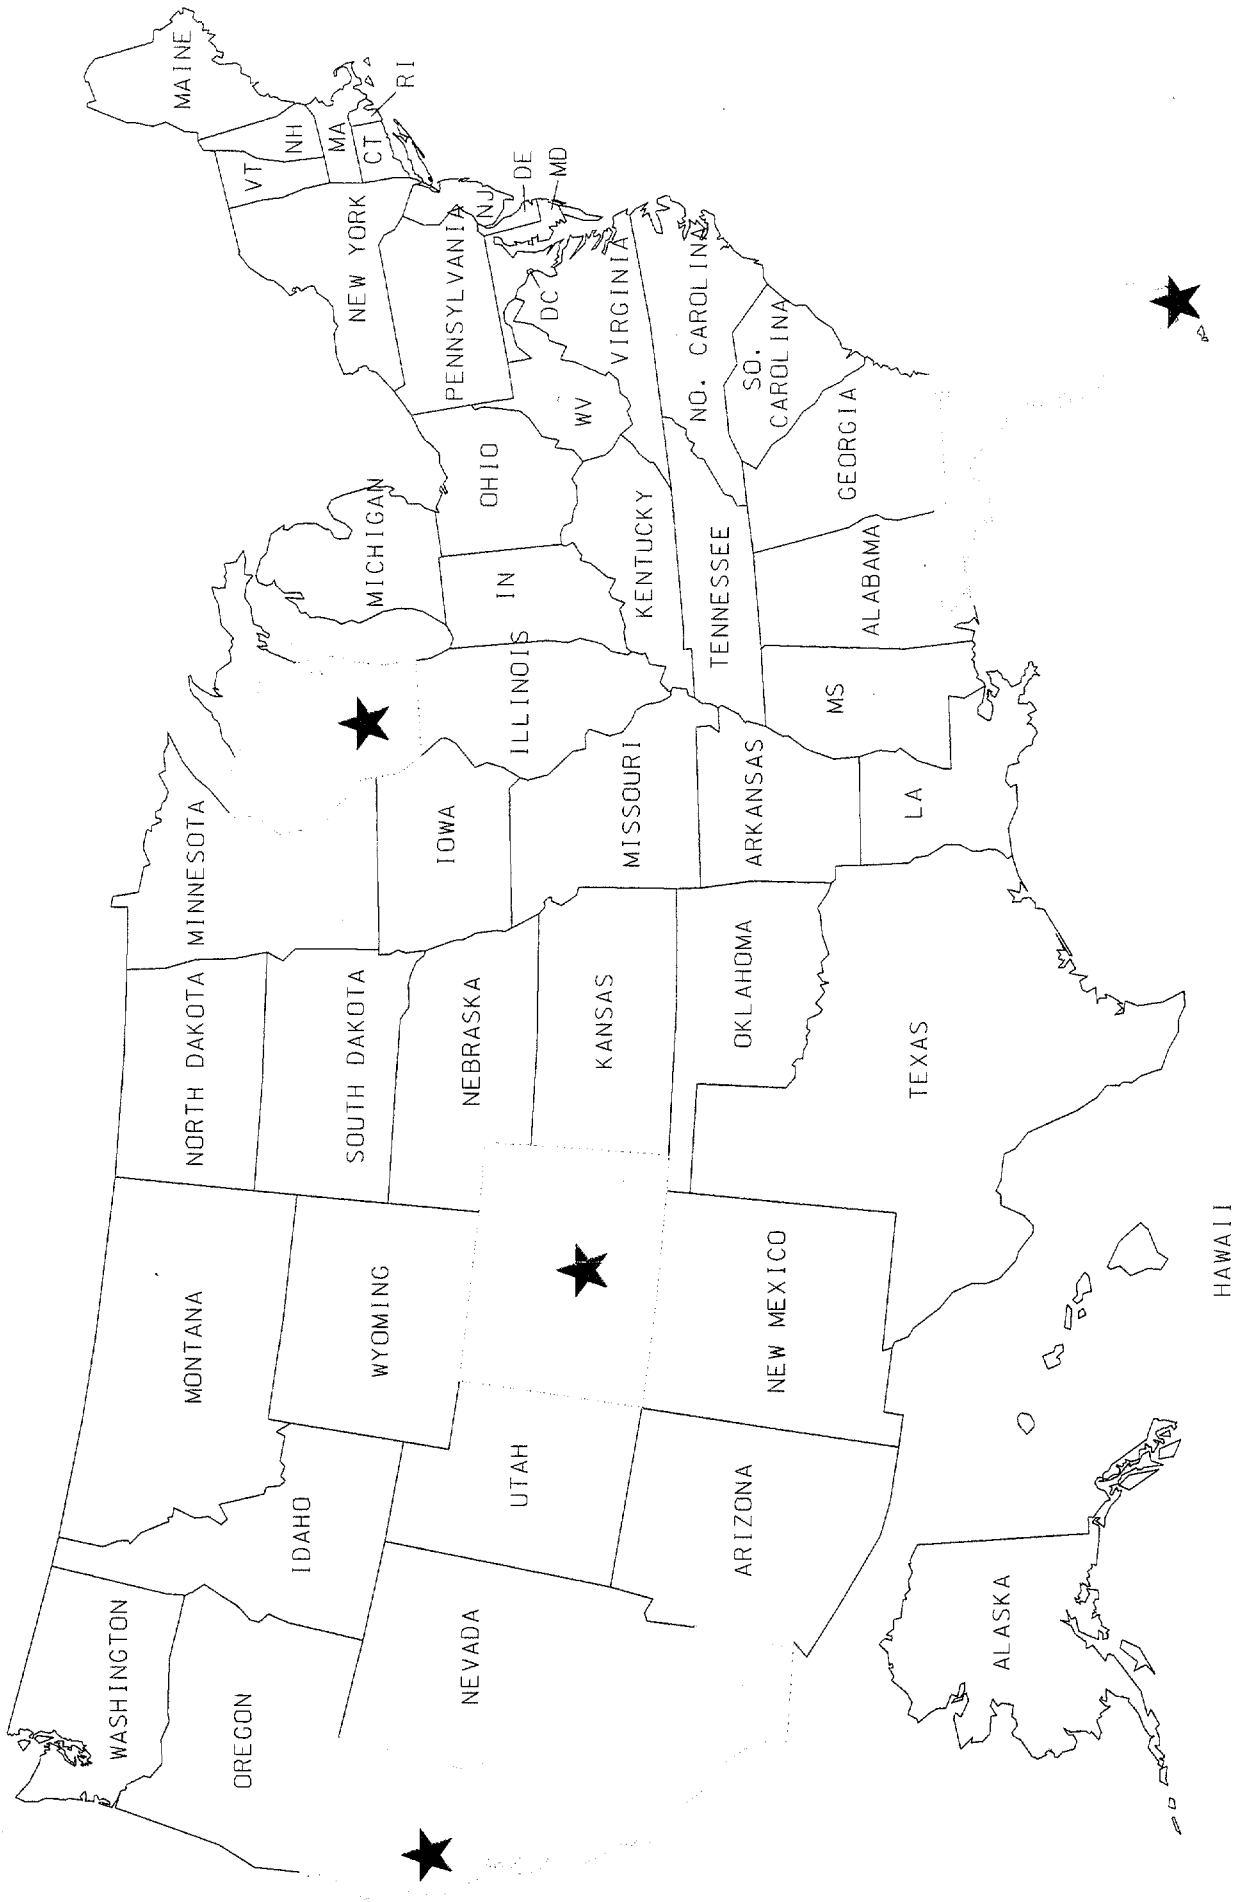 WASHINGTON
OREGON
NEVADA
IDAHO
MONTANA
WYOMING
UTAH
ARIZONA
NEW MEXICO
NORTH DAKOTA
SOUTH DAKOTA
NEBRASKA
KANSAS
OKLAHOMA
TEXAS
MINNESOTA
IOWA
MISSOURI
ARKANSAS
LA
ILLINOIS
MICHIGAN
IN
OHIO
KENTUCKY
TENNESSEE
MS
ALABAMA
GEORGIA
SO.
CAROLINA
NO. CAROLINA
VIRGINIA
WV
DC
PENNSYLVANIA
NEW YORK
VT
NH
MAINE
MA
CT
RI
NJ
DE
MD
ALASKA
HAWAII